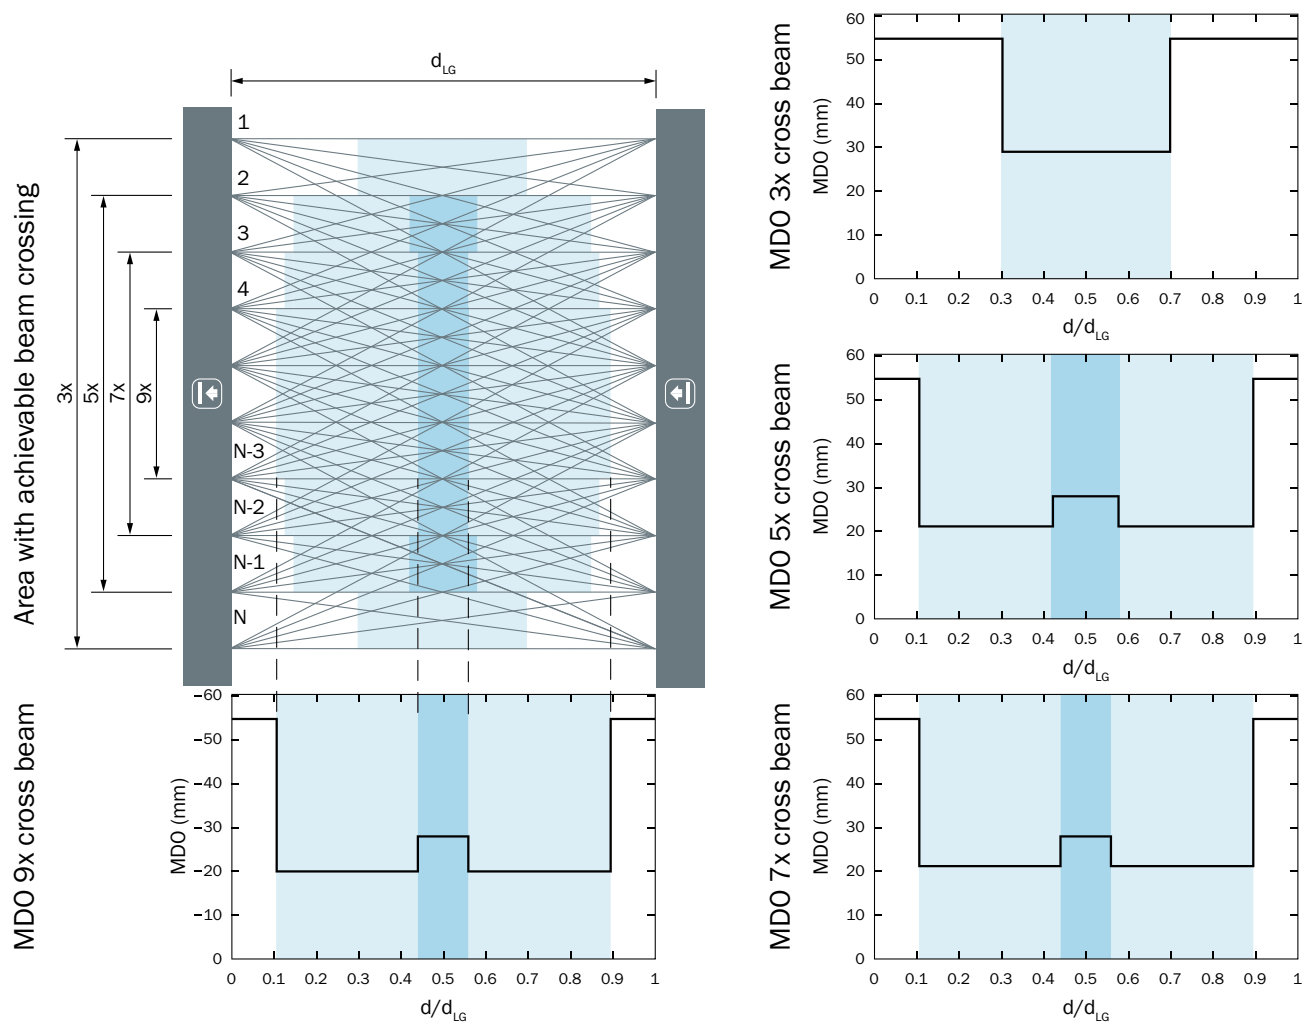 d_LG
Area with achievable beam crossing
3x
5x
7x
9x
1
2
3
4
N-3
N-2
N-1
N
MDO 3x cross beam
MDO (mm)
60
50
40
30
20
10
0
0 0.1 0.2 0.3 0.4 0.5 0.6 0.7 0.8 0.9 1
d/d_LG
MDO 5x cross beam
MDO (mm)
60
50
40
30
20
10
0
0 0.1 0.2 0.3 0.4 0.5 0.6 0.7 0.8 0.9 1
d/d_LG
MDO 9x cross beam
MDO (mm)
60
50
40
30
20
10
0
0 0.1 0.2 0.3 0.4 0.5 0.6 0.7 0.8 0.9 1
d/d_LG
MDO 7x cross beam
MDO (mm)
60
50
40
30
20
10
0
0 0.1 0.2 0.3 0.4 0.5 0.6 0.7 0.8 0.9 1
d/d_LG